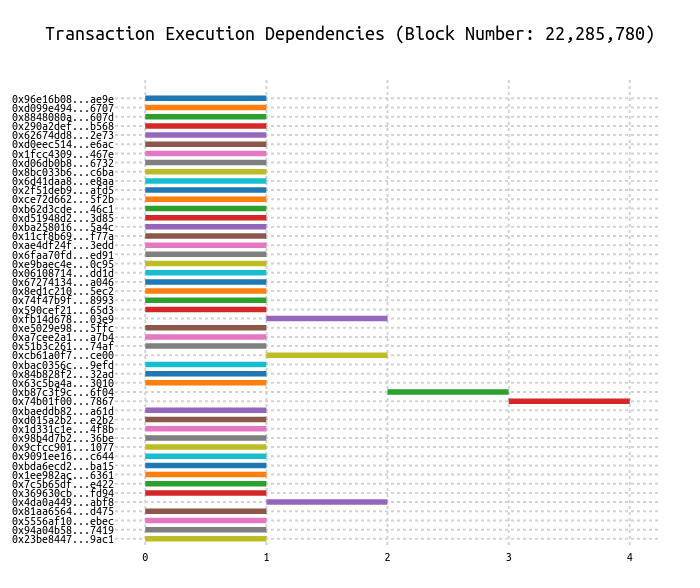 Transaction Execution Dependencies (Block Number: 22,285,780)
0x96e16b08...ae9e
0xd099e494...6707
0x8848080a...607d
0x290a2def...b568
0x62674dd8...2e73
0xd0eec514...e6ac
0x1fcc4309...467e
0xd06db0b8...6732
0x8bc033b6...c6ba
0x6d41daa8...e8aa
0x2f51deb9...afd5
0xce72d662...5f2b
0xb62d3cde...46c1
0xd51948d2...3d85
0xba258016...5a4c
0x11cf8b69...f77a
0xae4df24f...3edd
0x6faa70fd...ed91
0xe9baec4e...0c95
0x06108714...dd1d
0x67274134...a046
0x8ed1c210...5ec2
0x74f47b9f...8993
0x590cef21...65d3
0xfb14d678...03e9
0xe5029e98...5ffc
0xa7cee2a1...a7b4
0x51b3c261...74af
0xcb61a0f7...ce00
0xbac0356c...9efd
0x84b828f2...32ad
0x63c5ba4a...3010
0xb87c3f9c...6f04
0x74b01f00...7867
0xbaeddb82...a61d
0xd015a2b2...e2b2
0x1d331c1e...4f8b
0x98b4d7b2...36be
0x9cfcc901...1077
0x9091ee16...c644
0xbda6ecd2...ba15
0x1ee982ac...6361
0x7c5b65df...e422
0x369630cb...fd94
0x4da0a449...abf8
0x81aa6564...d475
0x5556af10...ebec
0x94a04b58...7419
0x23be8447...9ac1
0 1 2 3 4